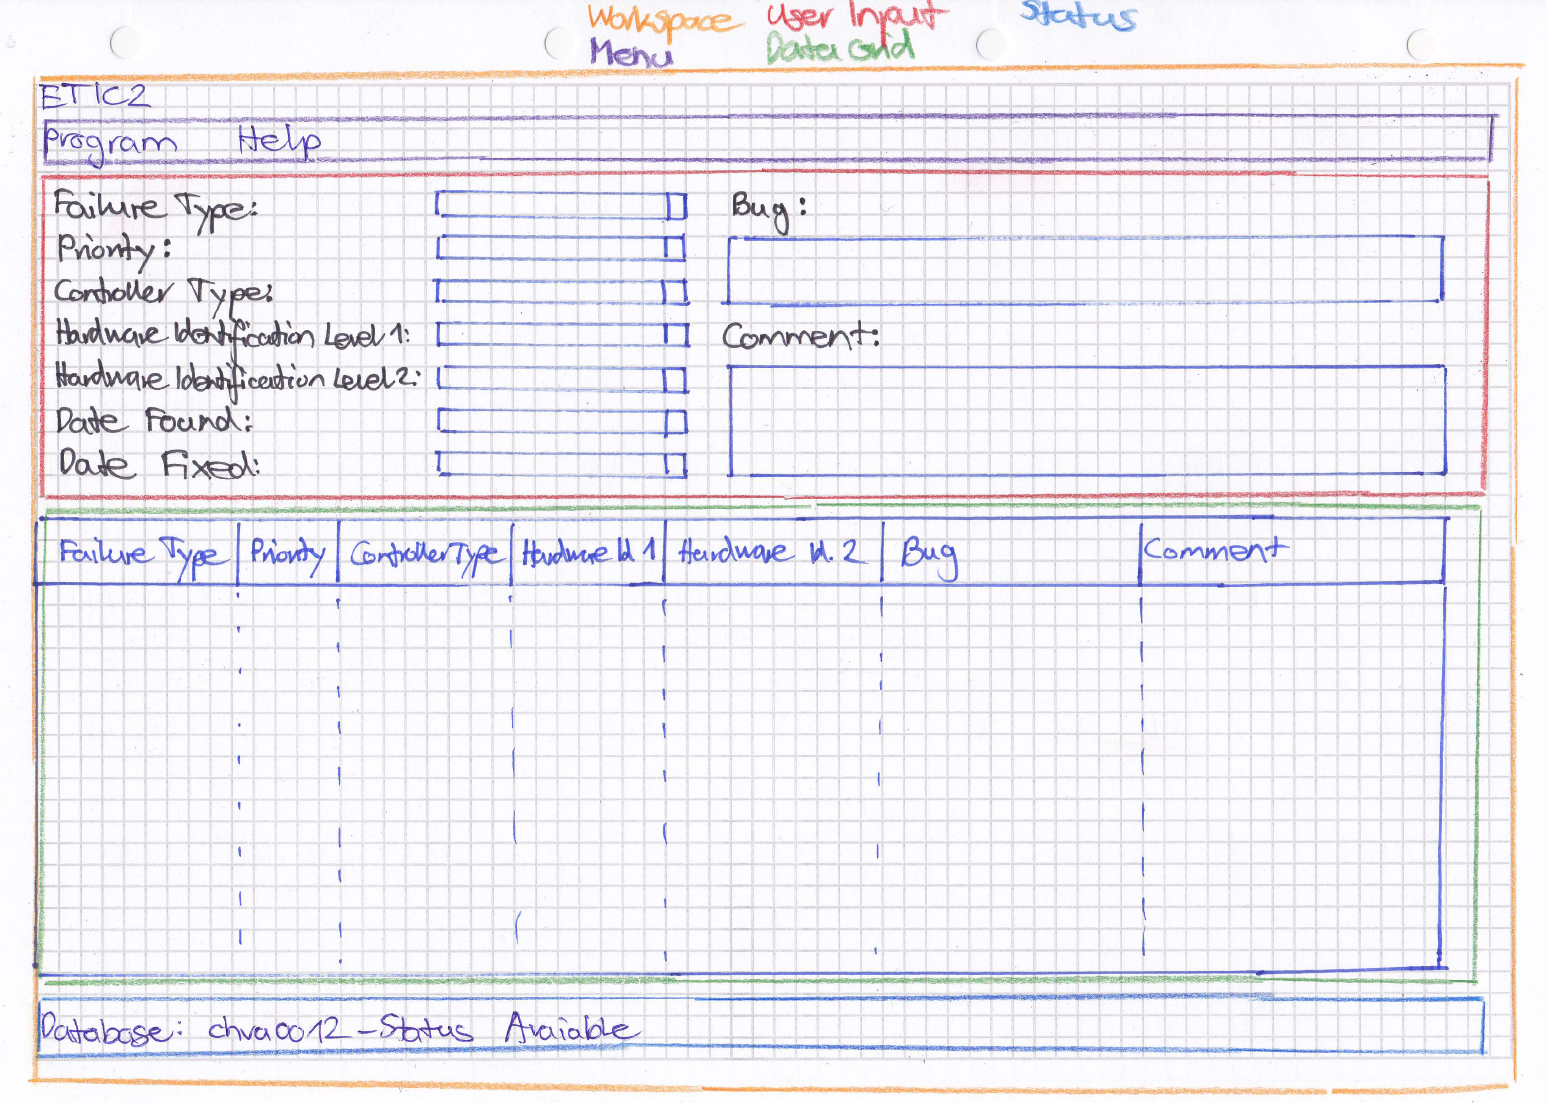 Workspace User Input Status
Menu Data Grid
ETIC2
Program Help
Failure Type:
Priority:
Controller Type:
Hardware Identification Level 1:
Hardware Identification Level 2:
Date Found:
Date Fixed:
Bug:
Comment:
Failure Type Priority Controller Type Hardware Id 1 Hardware Id. 2 Bug Comment
Database: chva0012 - Status Avaiable